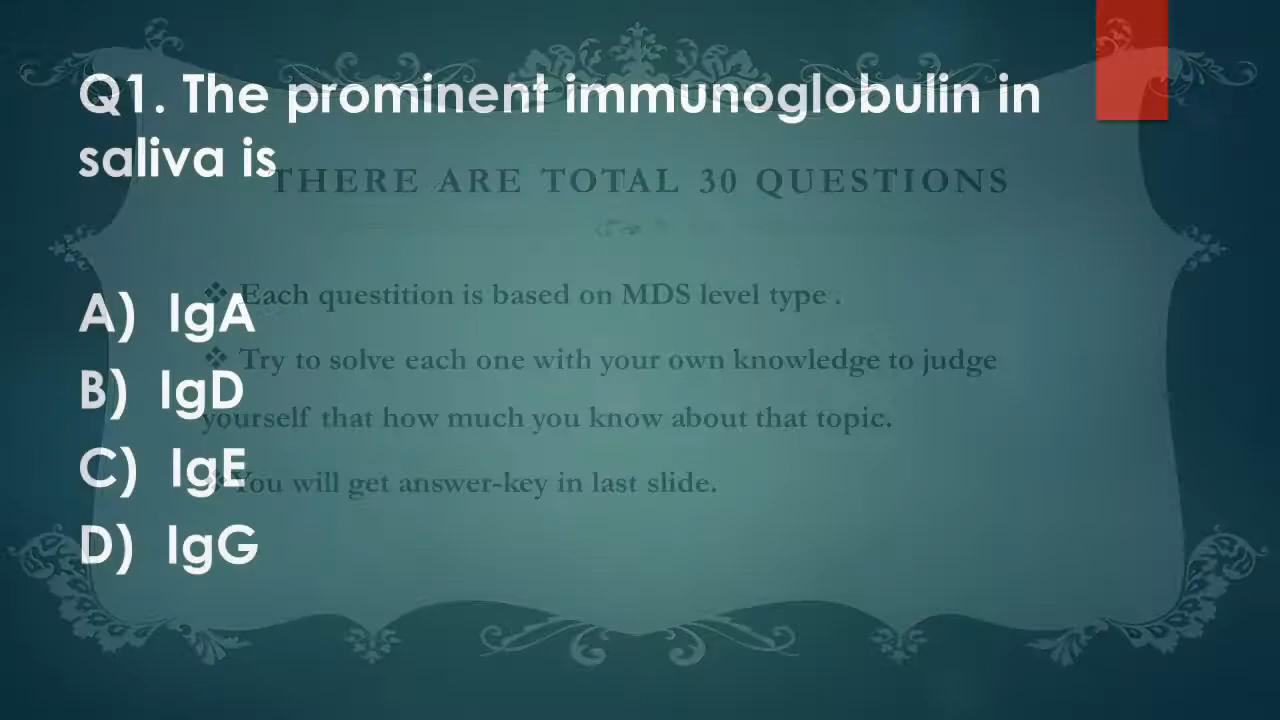 Q1. The prominent immunoglobulin in
saliva is
THERE ARE TOTAL 30 QUESTIONS
❖ Each questition is based on MDS level type .
❖ Try to solve each one with your own knowledge to judge
yourself that how much you know about that topic.
❖ You will get answer-key in last slide.
A) IgA
B) IgD
C) IgE
D) IgG